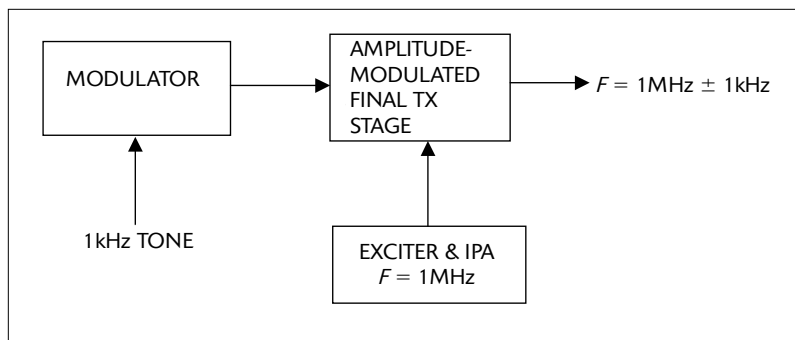 MODULATOR
AMPLITUDE-
MODULATED
FINAL TX
STAGE
F = 1MHz ± 1kHz
1kHz TONE
EXCITER & IPA
F = 1MHz